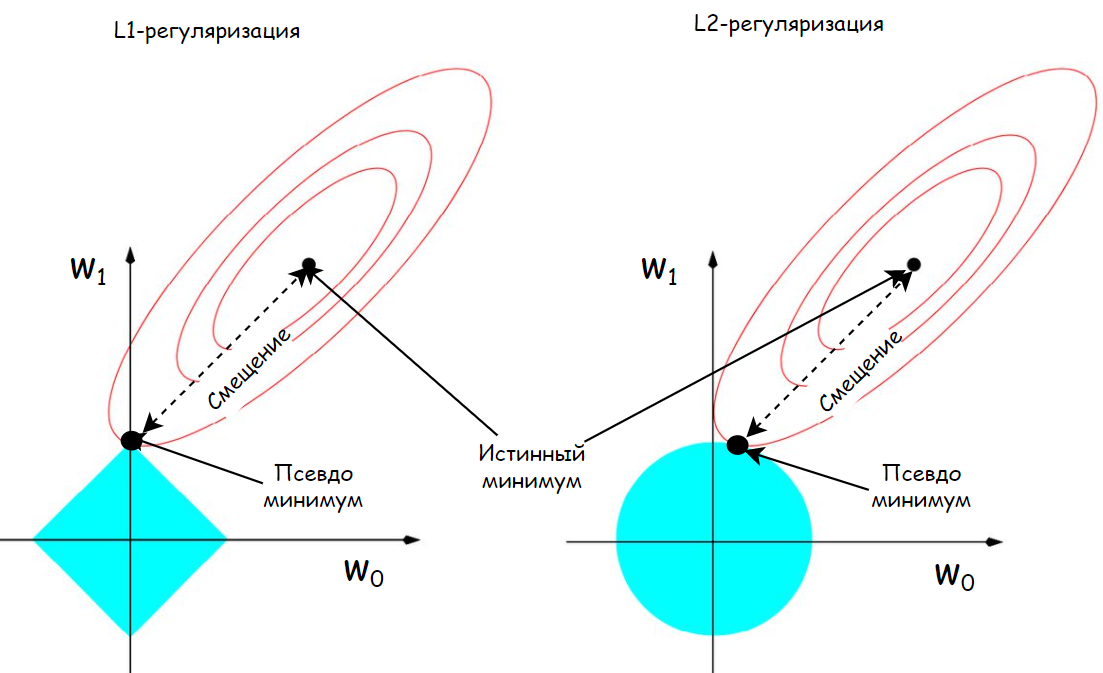 L1-регуляризация
W1
Смещение
Псевдо
минимум
W0
Истинный
минимум
L2-регуляризация
W1
Смещение
Псевдо
минимум
W0